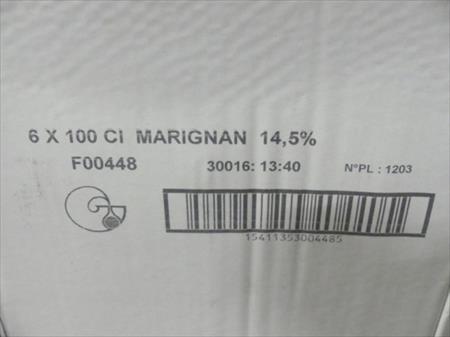 6 X 100 Cl MARIGNAN 14,5%
F00448 30016: 13:40 N°PL : 1203
15411353004485